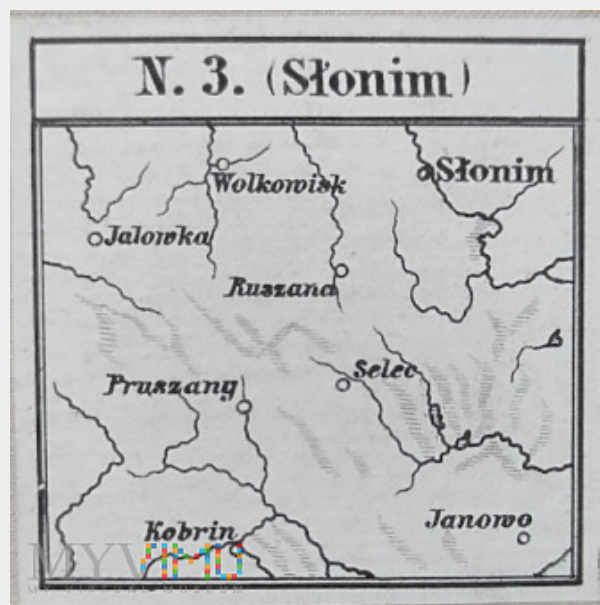 N. 3. (Słonim)
Wolkowisk
Słonim
Jalowka
Ruszana
Selec
Pruszany
Janowo
Kobrin